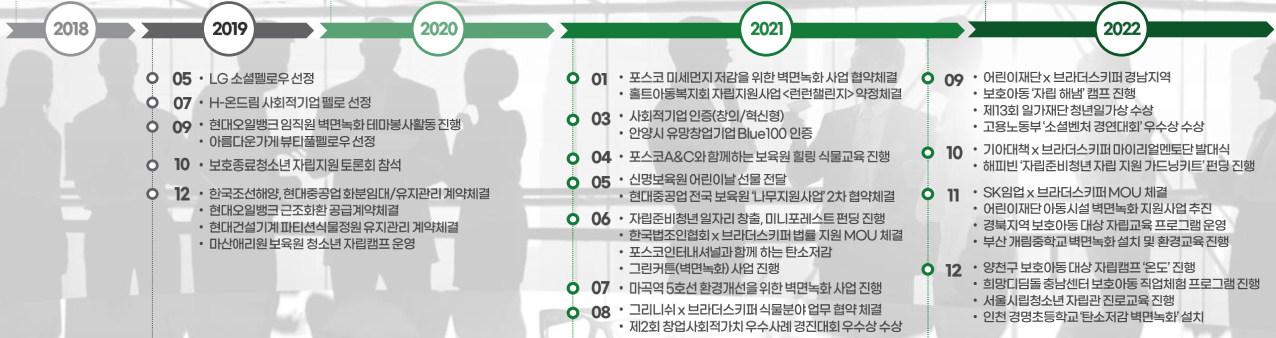 2018
2019
2020
2021
2022
05 • LG 소셜펠로우 선정
07 • H-온드림 사회적기업 펠로 선정
09 • 현대오일뱅크 임직원 벽면녹화 테마봉사활동 진행
• 아름다운가게 뷰티풀펠로우 선정
10 • 보호종료청소년 자립지원 토론회 참석
12 • 한국조선해양, 현대중공업 화분임대/유지관리 계약체결
• 현대오일뱅크 근조화환 공급계약체결
• 현대건설기계 파티션식물정원 유지관리 계약체결
• 마산애리원 보육원 청소년 자립캠프 운영
01 • 포스코 미세먼지 저감을 위한 벽면녹화 사업 협약체결
• 홀트아동복지회 자립지원사업 <런런챌린지> 약정체결
03 • 사회적기업 인증(창의/혁신형)
• 안양시 유망창업기업 Blue100 인증
04 • 포스코A&C와 함께하는 보육원 힐링 식물교육 진행
05 • 신명보육원 어린이날 선물 전달
• 현대중공업 전국 보육원 '나무지원사업' 2차 협약체결
06 • 자립준비청년 일자리 창출, 미니포레스트 펀딩 진행
• 한국법조인협회 x 브라더스키퍼 법률 지원 MOU 체결
• 포스코인터내셔널과 함께 하는 탄소저감
• 그린커튼(벽면녹화) 사업 진행
07 • 마곡역 5호선 환경개선을 위한 벽면녹화 사업 진행
08 • 그리니쉬 x 브라더스키퍼 식물분야 업무 협약 체결
• 제2회 창업사회적가치 우수사례 경진대회 우수상 수상
09 • 어린이재단 x 브라더스키퍼 경남지역
• 보호아동 '자립 해냄' 캠프 진행
• 제13회 일가재단 청년일가상 수상
• 고용노동부 '소셜벤처 경연대회' 우수상 수상
10 • 기아대책 x 브라더스키퍼 마이리얼멘토단 발대식
• 해피빈 '자립준비청년 자립 지원 가드닝키트' 펀딩 진행
11 • SK임업 x 브라더스키퍼 MOU 체결
• 어린이재단 아동시설 벽면녹화 지원사업 추진
• 경북지역 보호아동 대상 자립교육 프로그램 운영
• 부산 개림중학교 벽면녹화 설치 및 환경교육 진행
12 • 양천구 보호아동 대상 자립캠프 '온도' 진행
• 희망디딤돌 충남센터 보호아동 직업체험 프로그램 진행
• 서울시립청소년 자립관 진로교육 진행
• 인천 경명초등학교 '탄소저감 벽면녹화' 설치